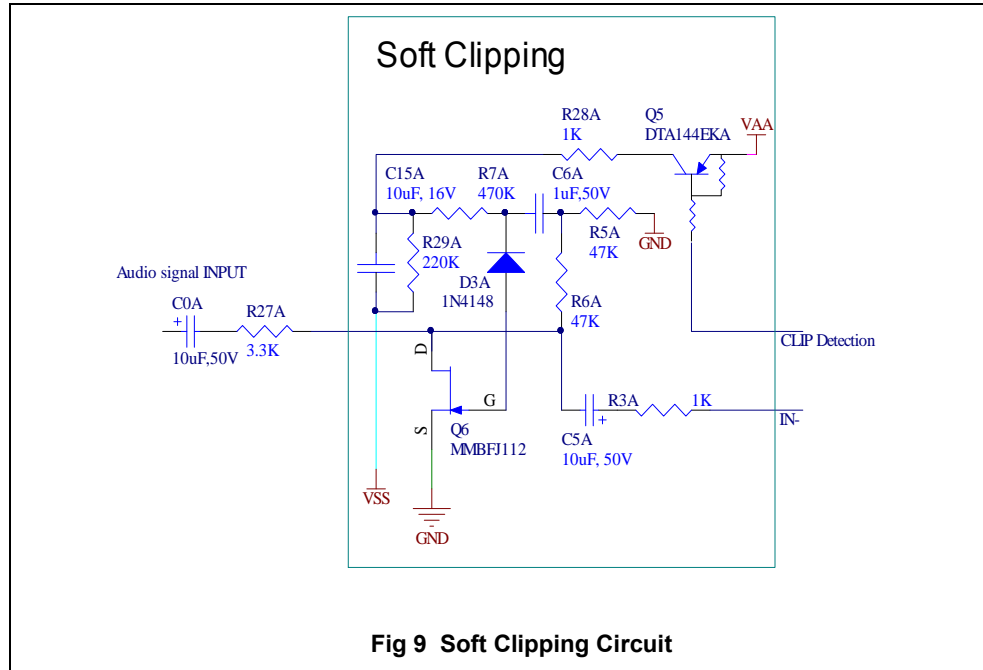 Soft Clipping
R28A
1K
Q5
DTA144EKA
VAA
C15A
10uF, 16V
R7A
470K
C6A
1uF,50V
R5A
47K
GND
R29A
220K
D3A
1N4148
R6A
47K
Audio signal INPUT
C0A
+
10uF,50V
R27A
3.3K
CLIP Detection
D
G
S
Q6
MMBFJ112
C5A
+
10uF, 50V
R3A
1K
IN-
VSS
GND
Fig 9 Soft Clipping Circuit